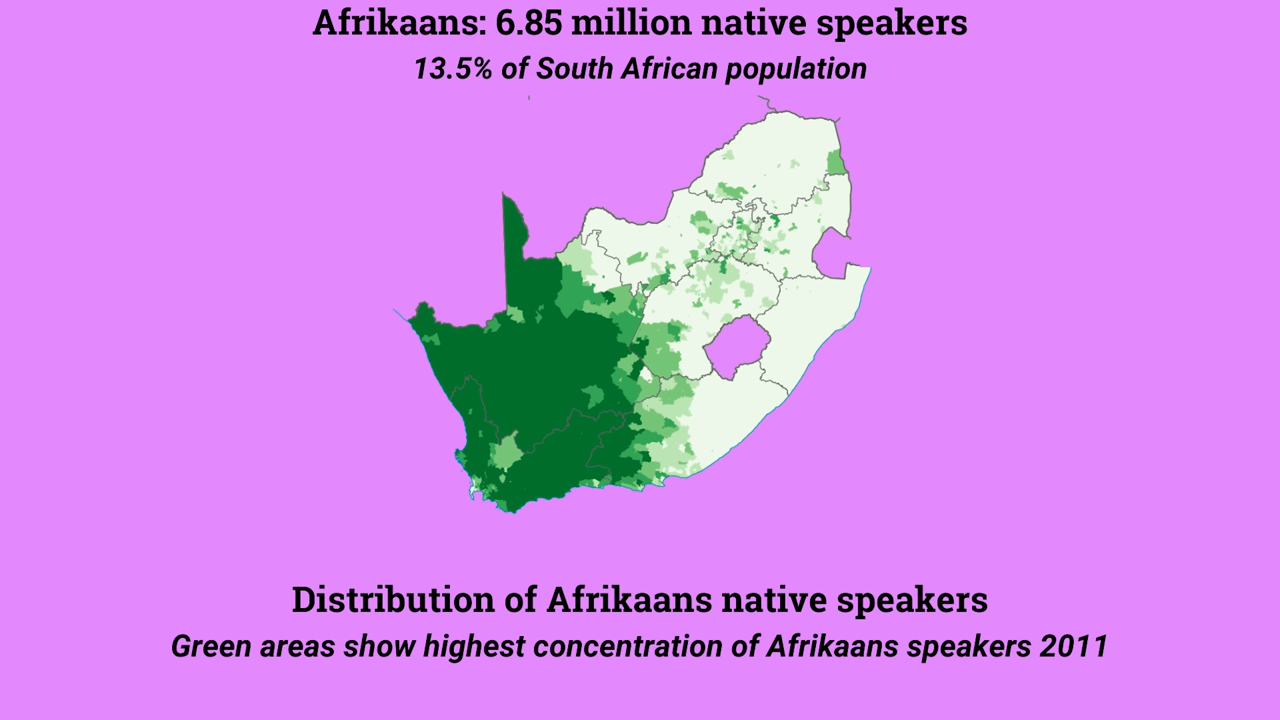 Afrikaans: 6.85 million native speakers
13.5% of South African population
Distribution of Afrikaans native speakers
Green areas show highest concentration of Afrikaans speakers 2011